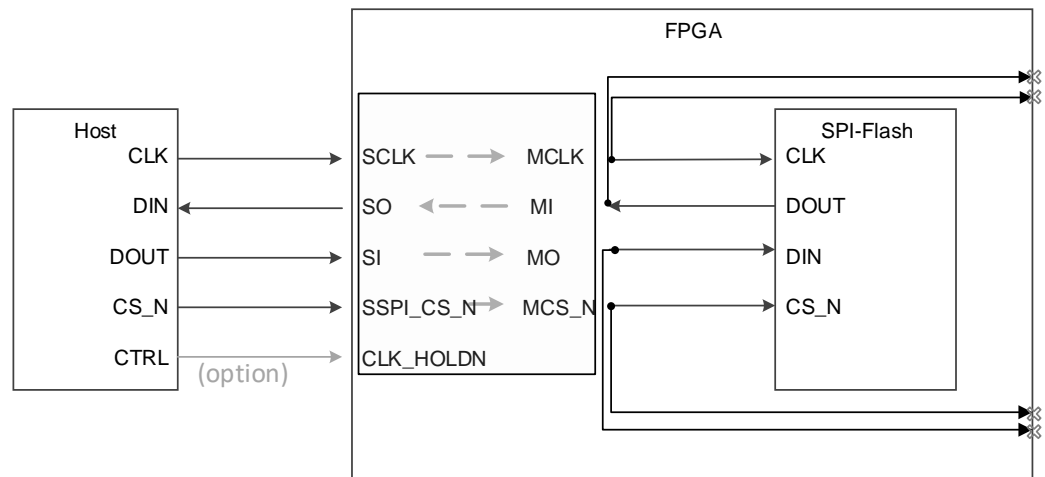 FPGA
Host
SPI-Flash
CLK SCLK MCLK CLK
DIN SO MI DOUT
DOUT SI MO DIN
CS_N SSPI_CS_N MCS_N CS_N
CTRL CLK_HOLDN
(option)